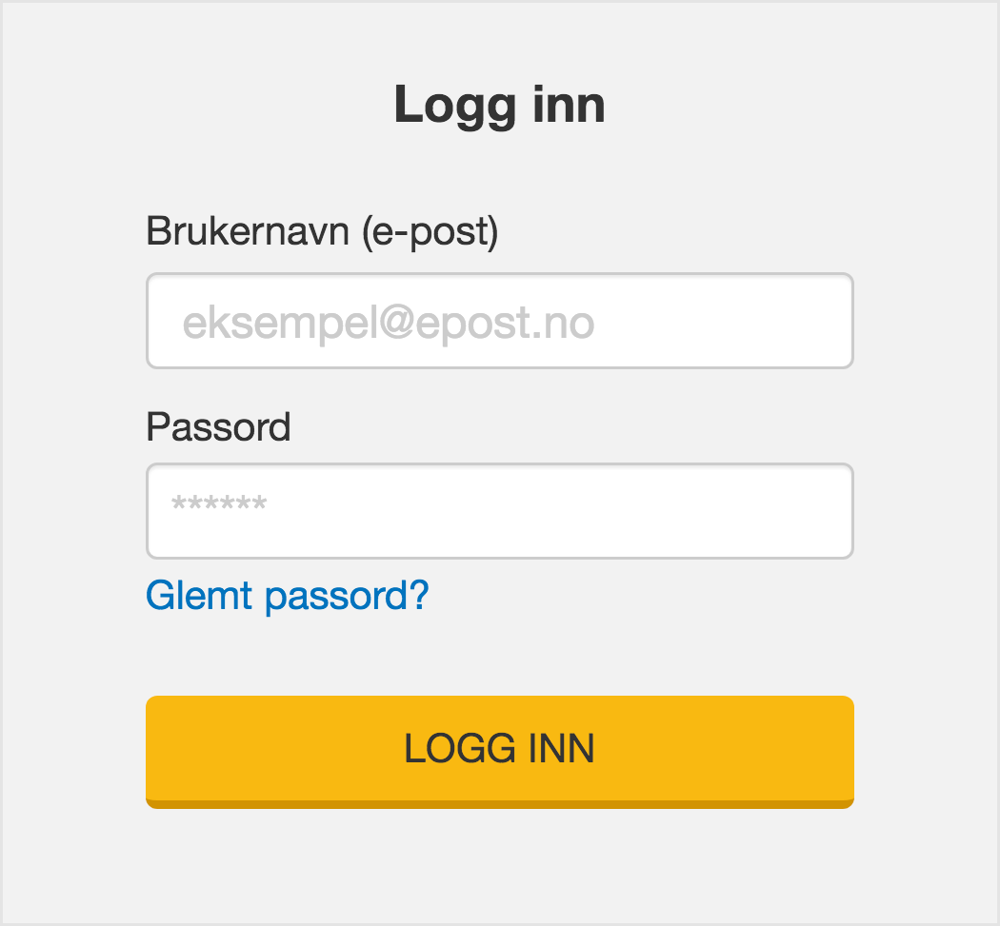 Logg inn
Brukernavn (e-post)
eksempel@epost.no
Passord
******
Glemt passord?
LOGG INN